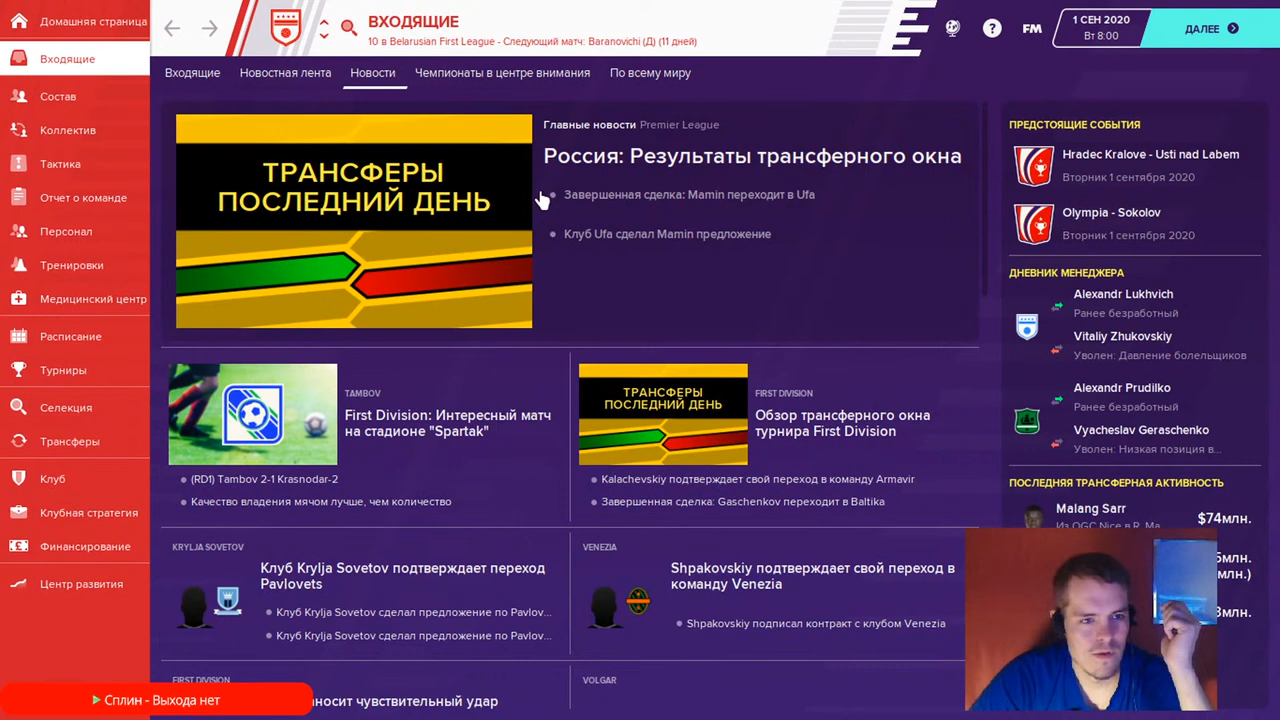 Домашняя страница
Входящие
Состав
Коллектив
Тактика
Отчет о команде
Персонал
Тренировки
Медицинский центр
Расписание
Турниры
Селекция
Трансферы
Клуб
Клубная стратегия
Финансирование
Центр развития
ВХОДЯЩИЕ
10 в Belarusian First League - Следующий матч: Baranovichi (Д) (11 дней)
?
FM
1 СЕН 2020
Вт 8:00
ДАЛЕЕ
Входящие
Новостная лента
Новости
Чемпионаты в центре внимания
По всему миру
ТРАНСФЕРЫ
ПОСЛЕДНИЙ ДЕНЬ
Главные новости Premier League
Россия: Результаты трансферного окна
Завершенная сделка: Mamin переходит в Ufa
Клуб Ufa сделал Mamin предложение
TAMBOV
First Division: Интересный матч
на стадионе "Spartak"
(RD1) Tambov 2-1 Krasnodar-2
Качество владения мячом лучше, чем количество
ТРАНСФЕРЫ
ПОСЛЕДНИЙ ДЕНЬ
FIRST DIVISION
Обзор трансферного окна
турнира First Division
Kalachevskiy подтверждает свой переход в команду Armavir
Завершенная сделка: Gaschenkov переходит в Baltika
KRYLJA SOVETOV
Клуб Krylja Sovetov подтверждает переход
Pavlovets
Клуб Krylja Sovetov сделал предложение по Pavlov...
Клуб Krylja Sovetov сделал предложение по Pavlov...
VENEZIA
Shpakovskiy подтверждает свой переход в
команду Venezia
Shpakovskiy подписал контракт с клубом Venezia
FIRST DIVISION
наносит чувствительный удар
VOLGAR
ПРЕДСТОЯЩИЕ СОБЫТИЯ
Hradec Kralove - Usti nad Labem
Вторник 1 сентября 2020
Olympia - Sokolov
Вторник 1 сентября 2020
ДНЕВНИК МЕНЕДЖЕРА
Alexandr Lukhvich
Ранее безработный
Vitaliy Zhukovskiy
Уволен: Давление болельщиков
Alexandr Prudilko
Ранее безработный
Vyacheslav Geraschenko
Уволен: Низкая позиция в...
ПОСЛЕДНЯЯ ТРАНСФЕРНАЯ АКТИВНОСТЬ
Malang Sarr
Из OGC Nice в R. Ma...
$74млн.
Сплин - Выхода нет